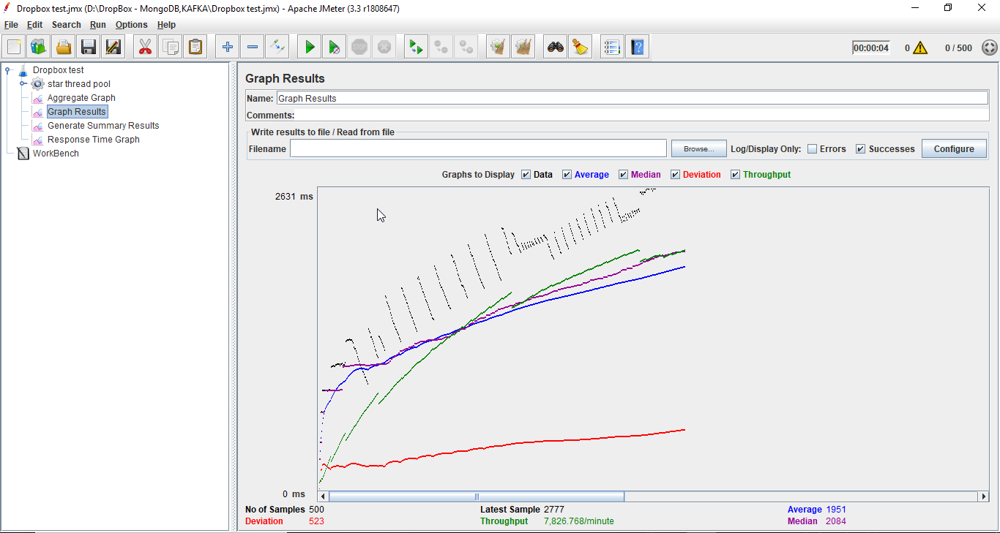 Dropbox test.jmx (D:\DropBox - MongoDB,KAFKA\Dropbox test.jmx) - Apache JMeter (3.3 r1808647)
File Edit Search Run Options Help
00:00:04 0 0 / 500
Dropbox test
star thread pool
Aggregate Graph
Graph Results
Generate Summary Results
Response Time Graph
WorkBench
Graph Results
Name: Graph Results
Comments:
Write results to file / Read from file
Filename Browse... Log/Display Only: Errors Successes Configure
Graphs to Display Data Average Median Deviation Throughput
2631 ms
0 ms
No of Samples 500 Latest Sample 2777 Average 1951
Deviation 523 Throughput 7,826.768/minute Median 2084